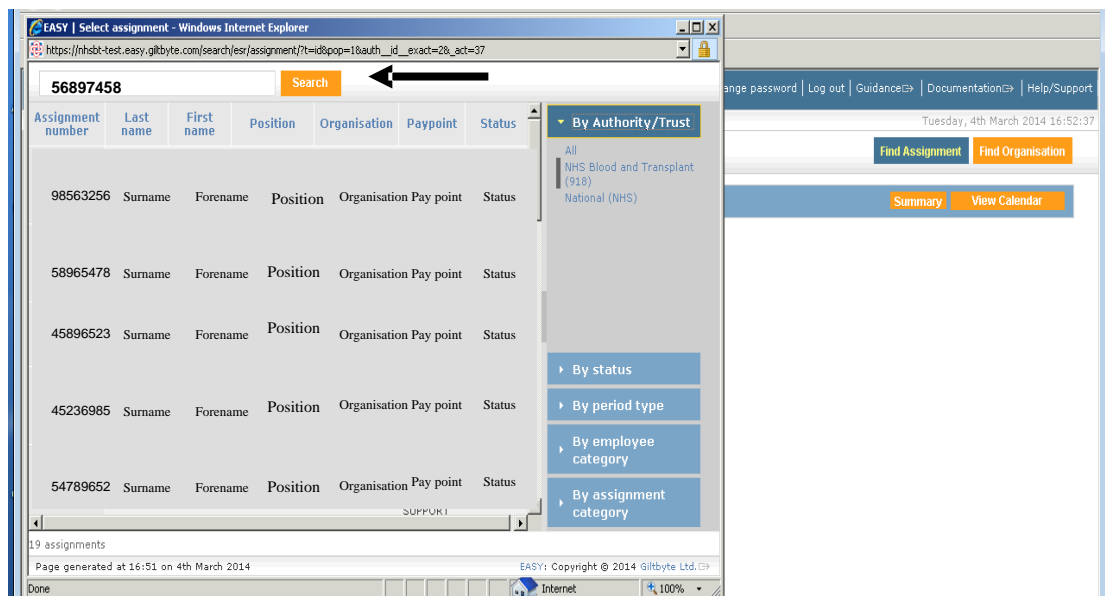 EASY | Select assignment - Windows Internet Explorer
https://nhsbt-test.easy.giltbyte.com/search/esr/assignment/?t=id&pop=1&auth__id__exact=2&_act=37
56897458 Search
ange password | Log out | Guidance | Documentation | Help/Support
Tuesday, 4th March 2014 16:52:37
Find Assignment Find Organisation
Summary View Calendar
Assignment number Last name First name Position Organisation Paypoint Status
98563256 Surname Forename Position Organisation Pay point Status
58965478 Surname Forename Position Organisation Pay point Status
45896523 Surname Forename Position Organisation Pay point Status
45236985 Surname Forename Position Organisation Pay point Status
54789652 Surname Forename Position Organisation Pay point Status
SUPPORT
By Authority/Trust
All
NHS Blood and Transplant
(918)
National (NHS)
By status
By period type
By employee
category
By assignment
category
19 assignments
Page generated at 16:51 on 4th March 2014 EASY: Copyright © 2014 Giltbyte Ltd.
Done Internet 100%